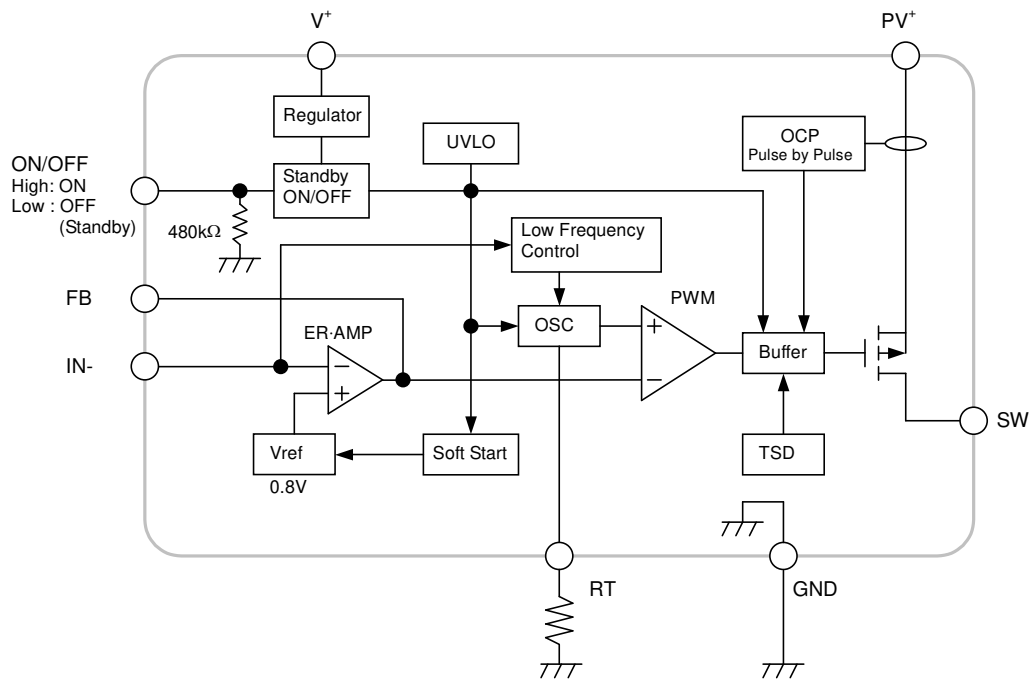 V+
PV+
Regulator
UVLO
OCP
Pulse by Pulse
ON/OFF
High: ON
Low : OFF
(Standby)
Standby
ON/OFF
480kΩ
Low Frequency
Control
FB
PWM
ER·AMP
OSC
+
IN-
−
+
−
Buffer
SW
Vref
Soft Start
TSD
0.8V
RT
GND